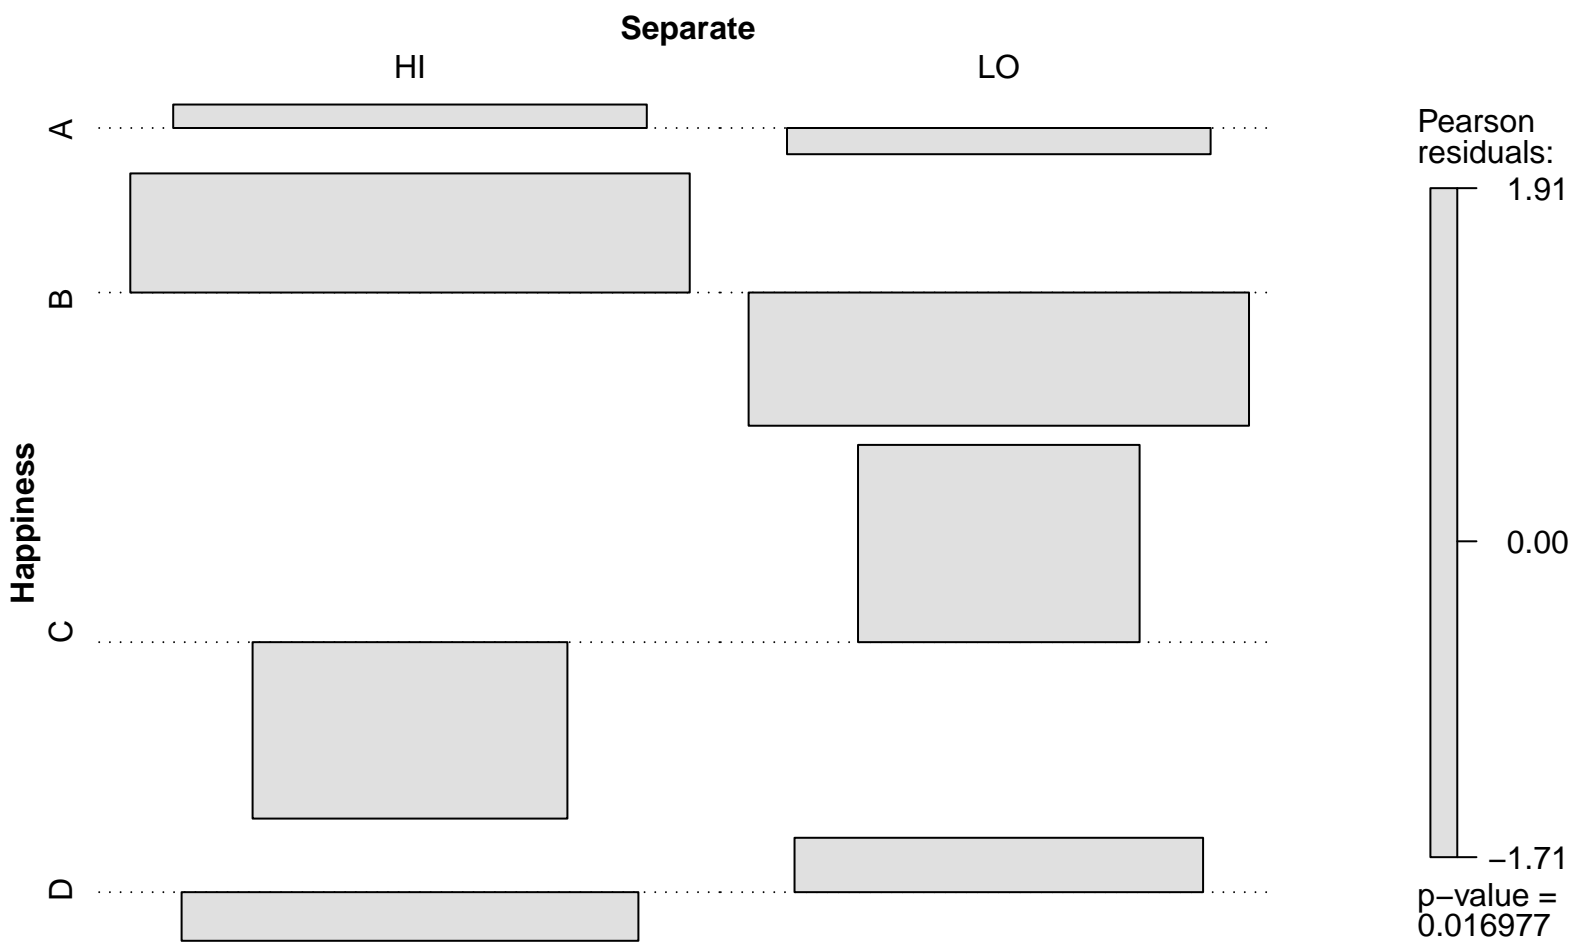 Separate
HI
LO
Happiness
A
B
C
D
Pearson
residuals:
1.91
0.00
−1.71
p−value =
0.016977